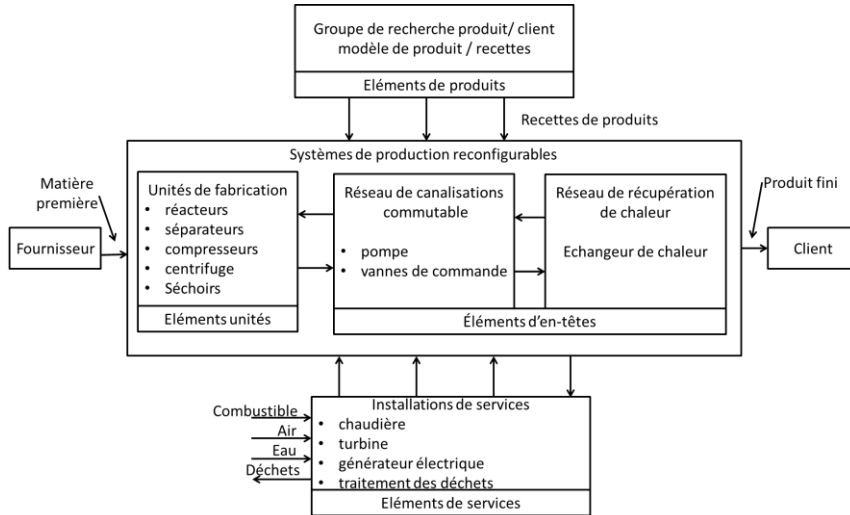 Groupe de recherche produit/ client
modèle de produit / recettes
Eléments de produits
Recettes de produits
Systèmes de production reconfigurables
Matière
première
Fournisseur
Unités de fabrication
• réacteurs
• séparateurs
• compresseurs
• centrifuge
• Séchoirs
Eléments unités
Réseau de canalisations
commutable
• pompe
• vannes de commande
Réseau de récupération
de chaleur
Echangeur de chaleur
Éléments d'en-têtes
Produit fini
Client
Combustible
Air
Eau
Déchets
Installations de services
• chaudière
• turbine
• générateur électrique
• traitement des déchets
Eléments de services